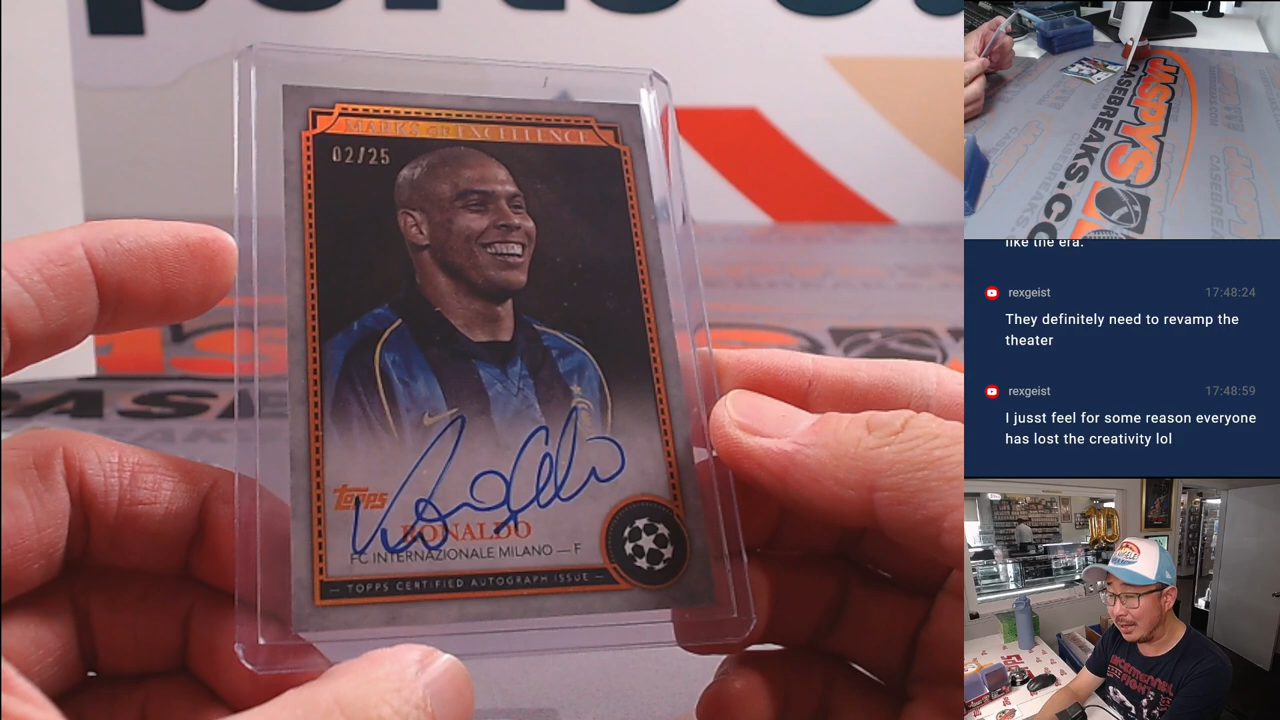 MARKS OF EXCELLENCE
02/25
Topps
RONALDO
FC INTERNAZIONALE MILANO — F
— TOPPS CERTIFIED AUTOGRAPH ISSUE —
JASPYS
CASEBREAKS.CO
like the era.
rexgeist 17:48:24
They definitely need to revamp the
theater
rexgeist 17:48:59
I jusst feel for some reason everyone
has lost the creativity lol